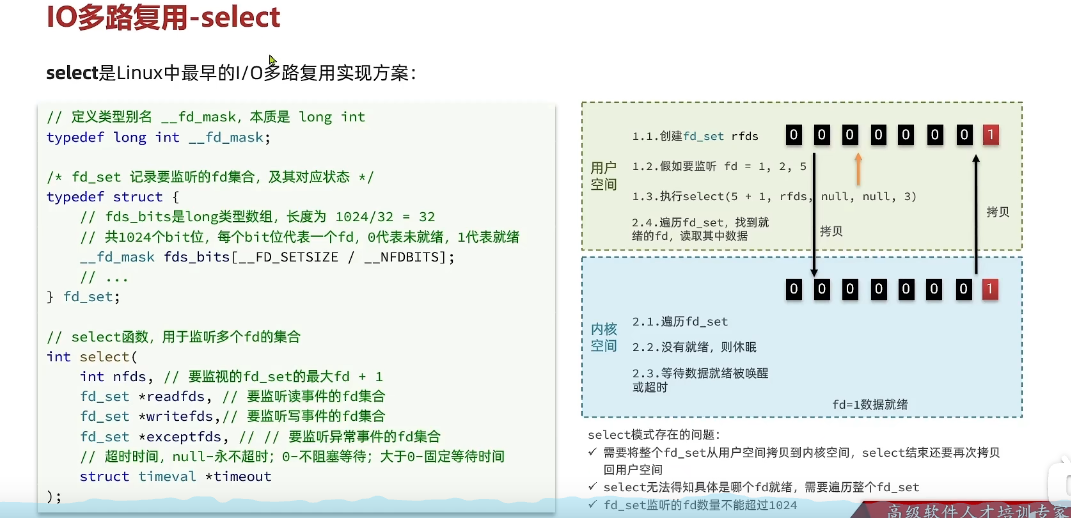 IO多路复用-select
select是Linux中最早的I/O多路复用实现方案：
// 定义类型别名 __fd_mask，本质是 long int
typedef long int __fd_mask;
/* fd_set 记录要监听的fd集合，及其对应状态 */
typedef struct {
// fds_bits是long类型数组，长度为 1024/32 = 32
// 共1024个bit位，每个bit位代表一个fd，0代表未就绪，1代表就绪
__fd_mask fds_bits[__FD_SETSIZE / __NFDBITS];
// ...
} fd_set;
// select函数，用于监听多个fd的集合
int select(
int nfds, // 要监视的fd_set的最大fd + 1
fd_set *readfds, // 要监听读事件的fd集合
fd_set *writefds,// 要监听写事件的fd集合
fd_set *exceptfds, // // 要监听异常事件的fd集合
// 超时时间，null-永不超时；0-不阻塞等待；大于0-固定等待时间
struct timeval *timeout
);
用户
空间
1.1.创建fd_set rfds
0 0 0 0 0 0 0 1
1.2.假如要监听 fd = 1, 2, 5
1.3.执行select(5 + 1, rfds, null, null, 3)
2.4.遍历fd_set，找到就
绪的fd，读取其中数据
拷贝
拷贝
内核
空间
0 0 0 0 0 0 0 1
2.1.遍历fd_set
2.2.没有就绪，则休眠
2.3.等待数据就绪被唤醒
或超时
fd=1数据就绪
select模式存在的问题：
✓ 需要将整个fd_set从用户空间拷贝到内核空间，select结束还要再次拷贝
回用户空间
✓ select无法得知具体是哪个fd就绪，需要遍历整个fd_set
✓ fd_set监听的fd数量不能超过1024
高级软件人才培训专家